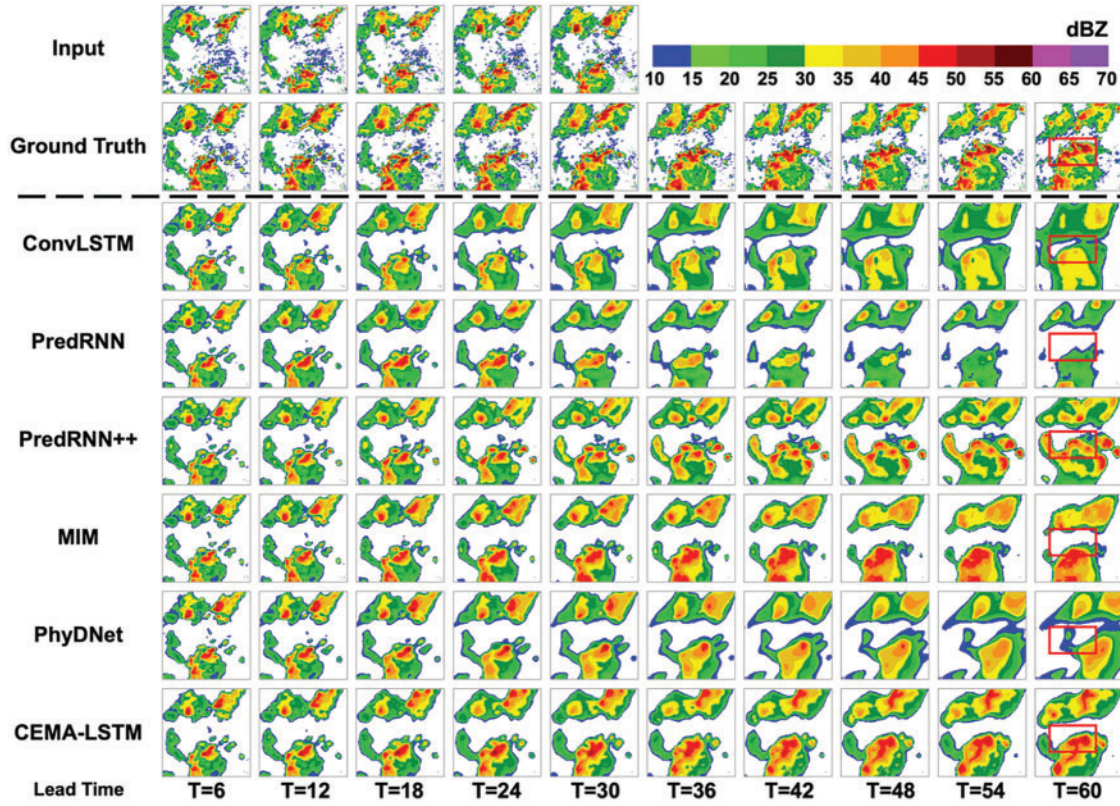 Input
dBZ
10 15 20 25 30 35 40 45 50 55 60 65 70
Ground Truth
ConvLSTM
PredRNN
PredRNN++
MIM
PhyDNet
CEMA-LSTM
Lead Time T=6 T=12 T=18 T=24 T=30 T=36 T=42 T=48 T=54 T=60